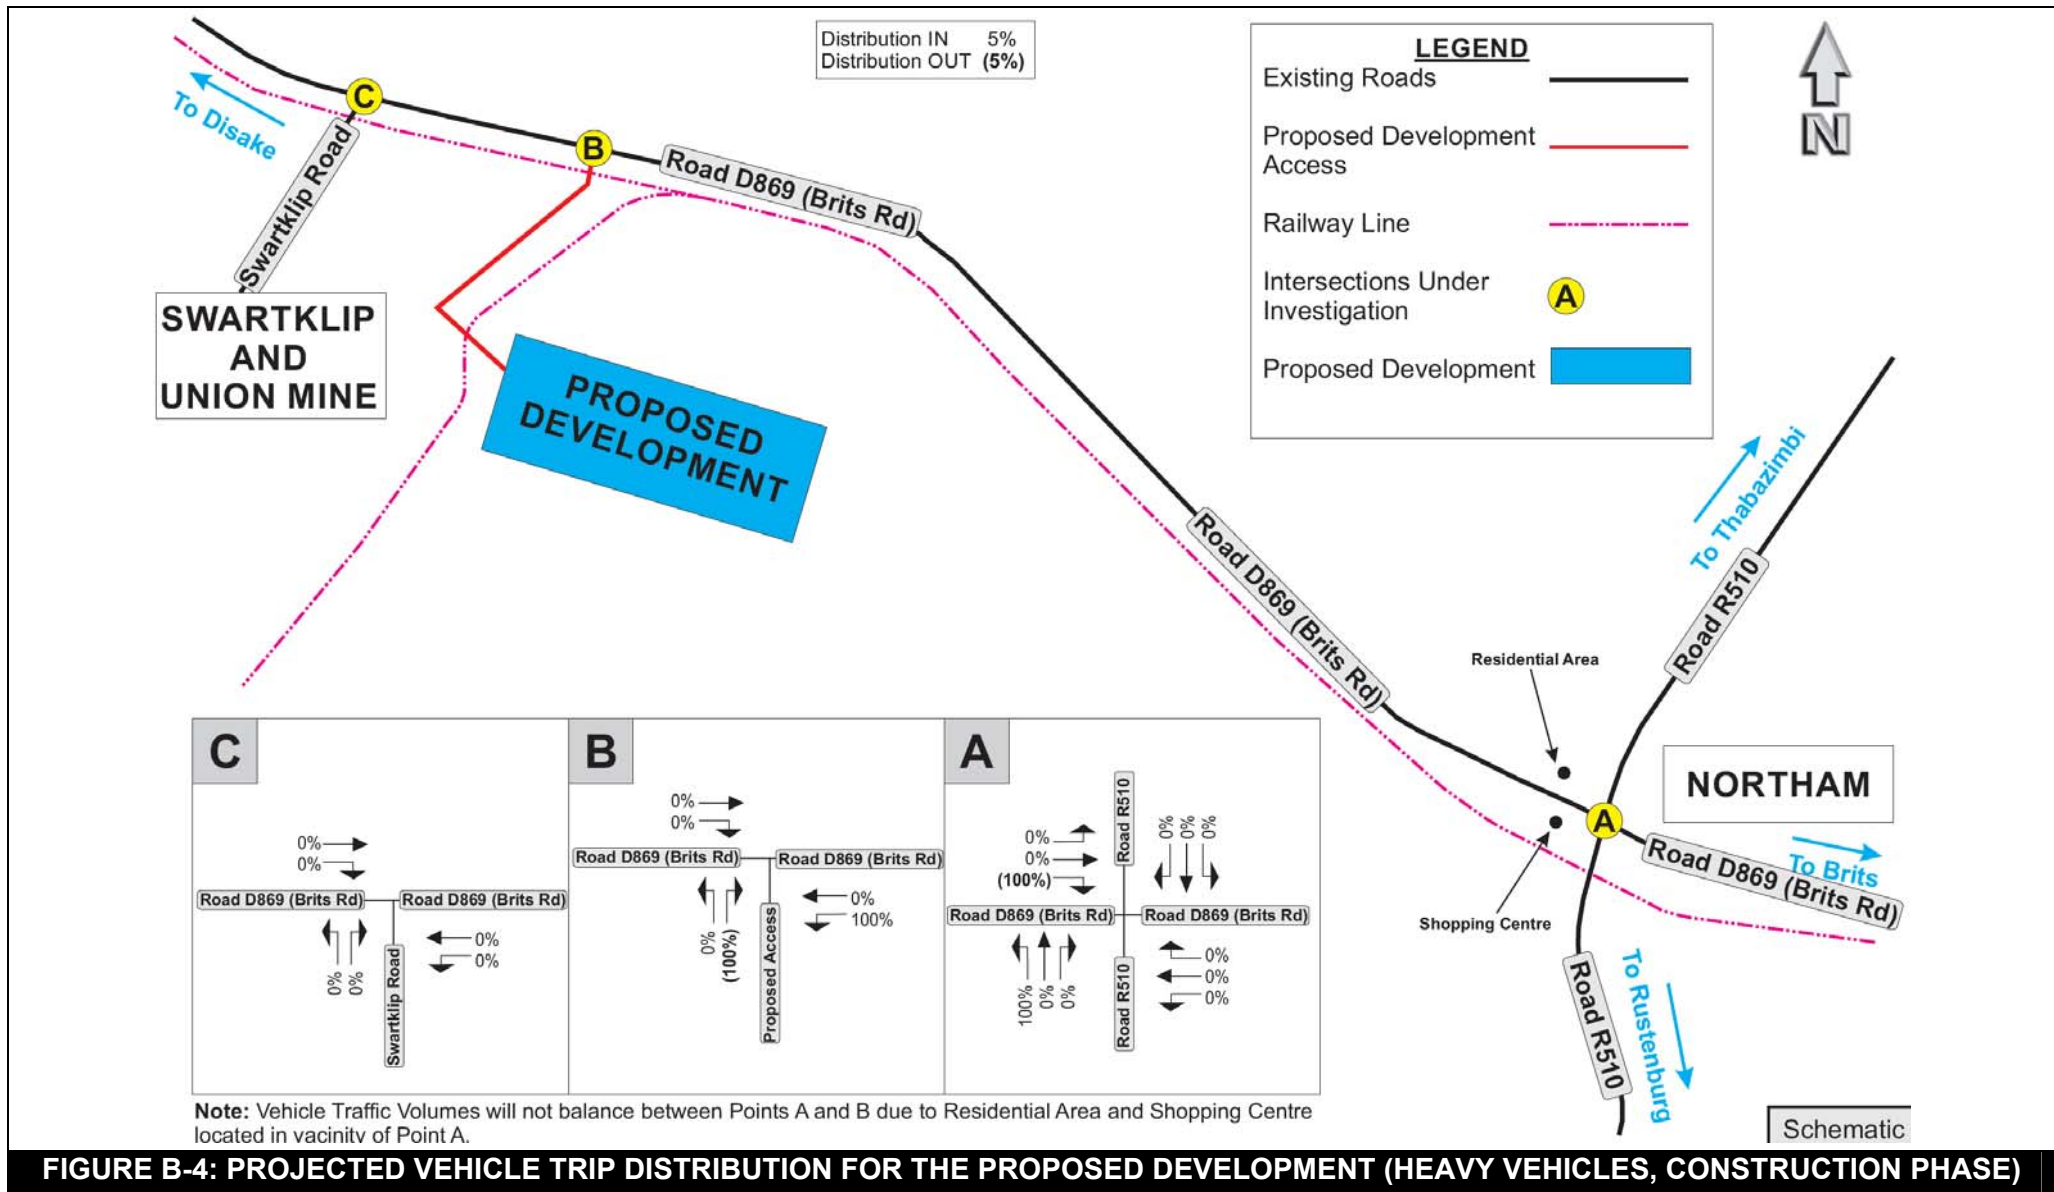 Distribution IN 5%
Distribution OUT (5%)
LEGEND
Existing Roads
Proposed Development
Access
Railway Line
Intersections Under
Investigation
A
Proposed Development
N
C
To Disake
Swartklip Road
B
Road D869 (Brits Rd)
SWARTKLIP
AND
UNION MINE
PROPOSED
DEVELOPMENT
Road D869 (Brits Rd)
To Thabazimbi
Road R510
Residential Area
NORTHAM
A
Shopping Centre
Road D869 (Brits Rd)
To Brits
Road R510
To Rustenburg
C
0%
0%
Road D869 (Brits Rd)
Road D869 (Brits Rd)
0%
0%
0%
0%
Swartklip Road
B
0%
0%
Road D869 (Brits Rd)
Road D869 (Brits Rd)
0%
100%
0%
(100%)
Proposed Access
A
Road R510
0%
0%
(100%)
0%
0%
0%
Road D869 (Brits Rd)
Road D869 (Brits Rd)
100%
0%
0%
0%
0%
0%
Road R510
Note: Vehicle Traffic Volumes will not balance between Points A and B due to Residential Area and Shopping Centre
located in vacinity of Point A.
Schematic
FIGURE B-4: PROJECTED VEHICLE TRIP DISTRIBUTION FOR THE PROPOSED DEVELOPMENT (HEAVY VEHICLES, CONSTRUCTION PHASE)